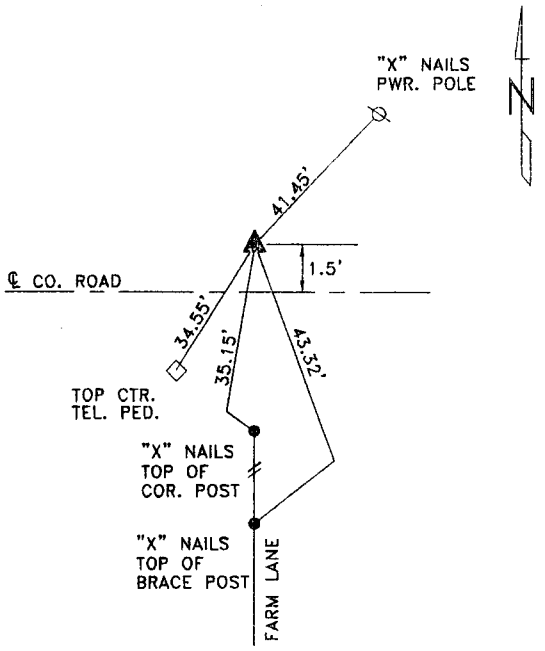 "X" NAILS
PWR. POLE
N
41.45'
1.5'
℄ CO. ROAD
34.55'
35.15'
43.32'
TOP CTR.
TEL. PED.
"X" NAILS
TOP OF
COR. POST
"X" NAILS
TOP OF
BRACE POST
FARM LANE